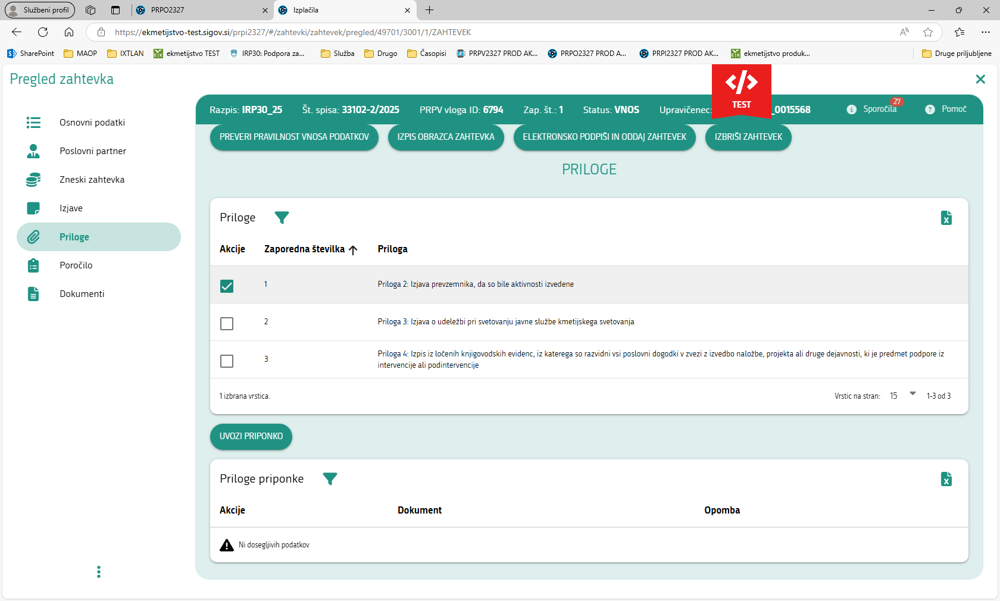 Službeni profil
PRPO2327
Izplačila
https://ekmetijstvo-test.sigov.si/prpi2327/#/zahtevki/zahtevek/pregled/49701/3001/1/ZAHTEVEK
SharePoint
MAOP
IXTLAN
ekmetijstvo TEST
IRP30: Podpora za...
Služba
Drugo
Časopisi
PRPV2327 PROD AK...
PRPO2327 PROD A...
PRPI2327 PROD AK...
ekmetijstvo produk...
Druge priljubljene
Pregled zahtevka
Osnovni podatki
Poslovni partner
Zneski zahtevka
Izjave
Priloge
Poročilo
Dokumenti
Razpis: IRP30_25
Št. spisa: 33102-2/2025
PRPV vloga ID: 6794
Zap. št.: 1
Status: VNOS
Upravičenec:
_0015568
TEST
Sporočila
27
Pomoč
PREVERI PRAVILNOST VNOSA PODATKOV
IZPIS OBRAZCA ZAHTEVKA
ELEKTRONSKO PODPIŠI IN ODDAJ ZAHTEVEK
IZBRIŠI ZAHTEVEK
PRILOGE
Priloge
Akcije
Zaporedna številka
Priloga
1
Priloga 2: Izjava prevzemnika, da so bile aktivnosti izvedene
2
Priloga 3: Izjava o udeležbi pri svetovanju javne službe kmetijskega svetovanja
3
Priloga 4: Izpis iz ločenih knjigovodskih evidenc, iz katerega so razvidni vsi poslovni dogodki v zvezi z izvedbo naložbe, projekta ali druge dejavnosti, ki je predmet podpore iz
intervencije ali podintervencije
1 izbrana vrstica.
Vrstic na stran:
15
1-3 od 3
UVOZI PRIPONKO
Priloge priponke
Akcije
Dokument
Opomba
Ni dosegljivih podatkov